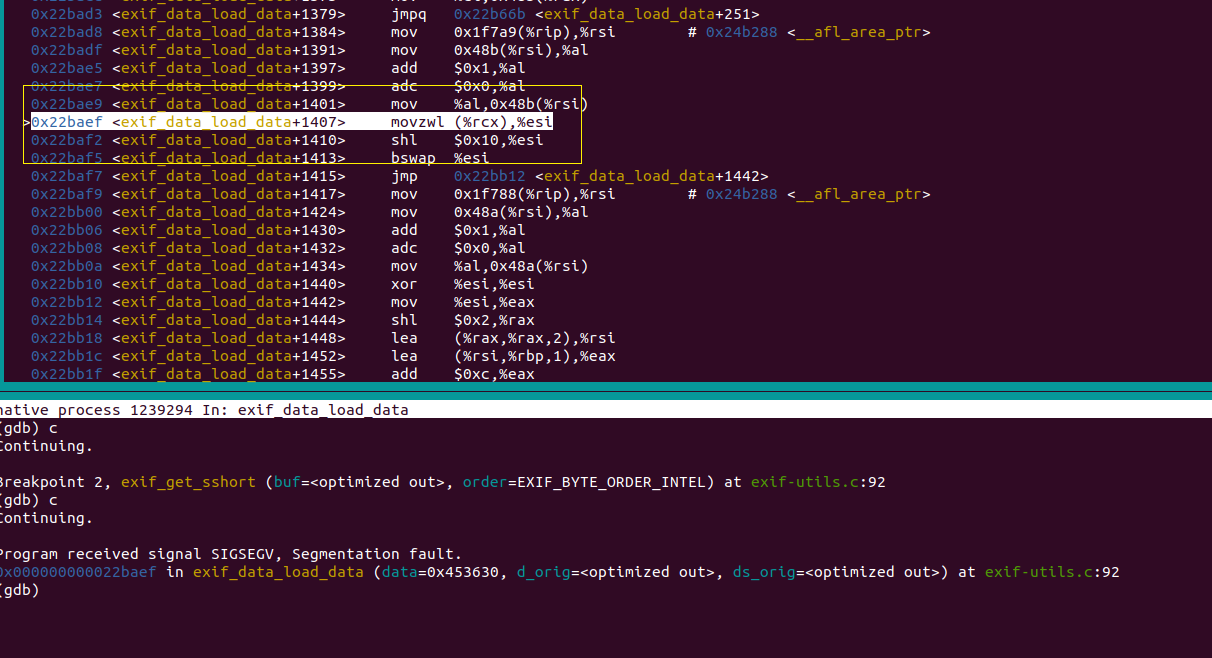 0x22bad3 <exif_data_load_data+1379> jmpq 0x22b66b <exif_data_load_data+251>
0x22bad8 <exif_data_load_data+1384> mov 0x1f7a9(%rip),%rsi # 0x24b288 <__afl_area_ptr>
0x22badf <exif_data_load_data+1391> mov 0x48b(%rsi),%al
0x22bae5 <exif_data_load_data+1397> add $0x1,%al
0x22bae7 <exif_data_load_data+1399> adc $0x0,%al
0x22bae9 <exif_data_load_data+1401> mov %al,0x48b(%rsi)
>0x22baef <exif_data_load_data+1407> movzwl (%rcx),%esi
0x22baf2 <exif_data_load_data+1410> shl $0x10,%esi
0x22baf5 <exif_data_load_data+1413> bswap %esi
0x22baf7 <exif_data_load_data+1415> jmp 0x22bb12 <exif_data_load_data+1442>
0x22baf9 <exif_data_load_data+1417> mov 0x1f788(%rip),%rsi # 0x24b288 <__afl_area_ptr>
0x22bb00 <exif_data_load_data+1424> mov 0x48a(%rsi),%al
0x22bb06 <exif_data_load_data+1430> add $0x1,%al
0x22bb08 <exif_data_load_data+1432> adc $0x0,%al
0x22bb0a <exif_data_load_data+1434> mov %al,0x48a(%rsi)
0x22bb10 <exif_data_load_data+1440> xor %esi,%esi
0x22bb12 <exif_data_load_data+1442> mov %esi,%eax
0x22bb14 <exif_data_load_data+1444> shl $0x2,%rax
0x22bb18 <exif_data_load_data+1448> lea (%rax,%rax,2),%rsi
0x22bb1c <exif_data_load_data+1452> lea (%rsi,%rbp,1),%eax
0x22bb1f <exif_data_load_data+1455> add $0xc,%eax
native process 1239294 In: exif_data_load_data
(gdb) c
Continuing.
Breakpoint 2, exif_get_sshort (buf=<optimized out>, order=EXIF_BYTE_ORDER_INTEL) at exif-utils.c:92
(gdb) c
Continuing.
Program received signal SIGSEGV, Segmentation fault.
0x000000000022baef in exif_data_load_data (data=0x453630, d_orig=<optimized out>, ds_orig=<optimized out>) at exif-utils.c:92
(gdb)